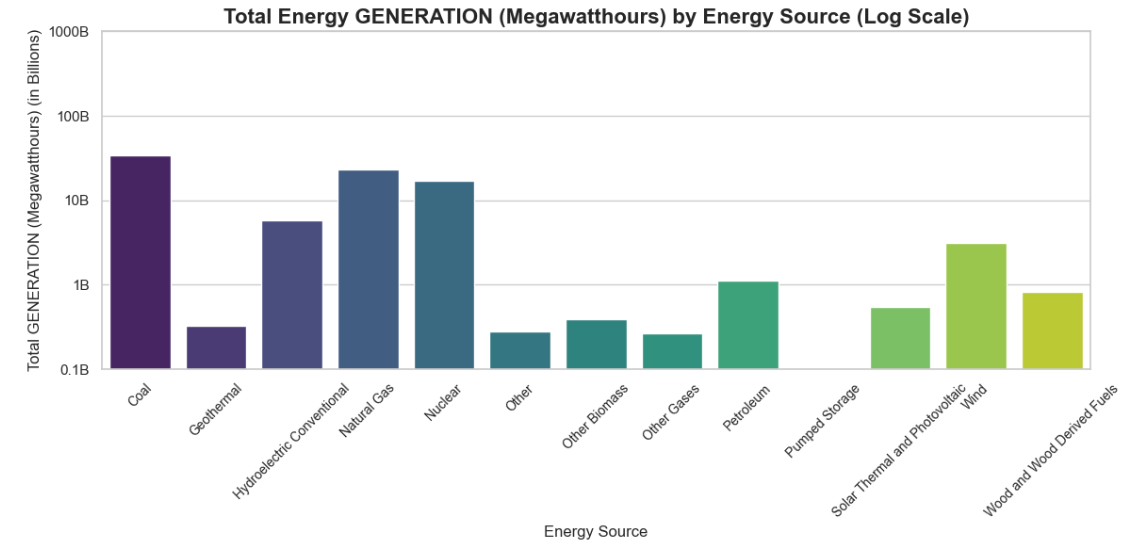 Total Energy GENERATION (Megawatthours) by Energy Source (Log Scale)
Total GENERATION (Megawatthours) (in Billions)
1000B
100B
10B
1B
0.1B
Coal
Geothermal
Hydroelectric Conventional
Natural Gas
Nuclear
Other
Other Biomass
Other Gases
Petroleum
Pumped Storage
Solar Thermal and Photovoltaic
Wind
Wood and Wood Derived Fuels
Energy Source